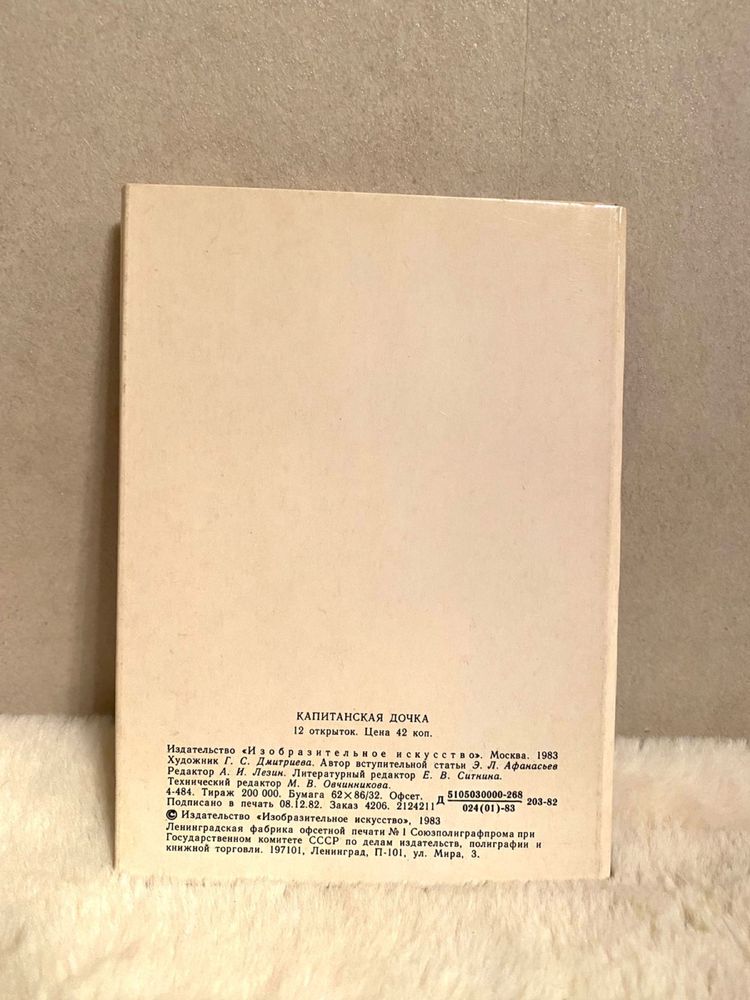 КАПИТАНСКАЯ ДОЧКА
12 открыток. Цена 42 коп.
Издательство «Изобразительное искусство». Москва. 1983
Художник Г. С. Дмитриева. Автор вступительной статьи Э. Л. Афанасьев
Редактор А. И. Лезин. Литературный редактор Е. В. Ситнина.
Технический редактор М. В. Овчинникова.
4-484. Тираж 200 000. Бумага 62×86/32. Офсет.
Подписано в печать 08.12.82. Заказ 4206. 2124211
Д 5105030000-268 203-82
024(01)-83
© Издательство «Изобразительное искусство», 1983
Ленинградская фабрика офсетной печати №1 Союзполиграфпрома при
Государственном комитете СССР по делам издательств, полиграфии и
книжной торговли. 197101, Ленинград, П-101, ул. Мира, 3.